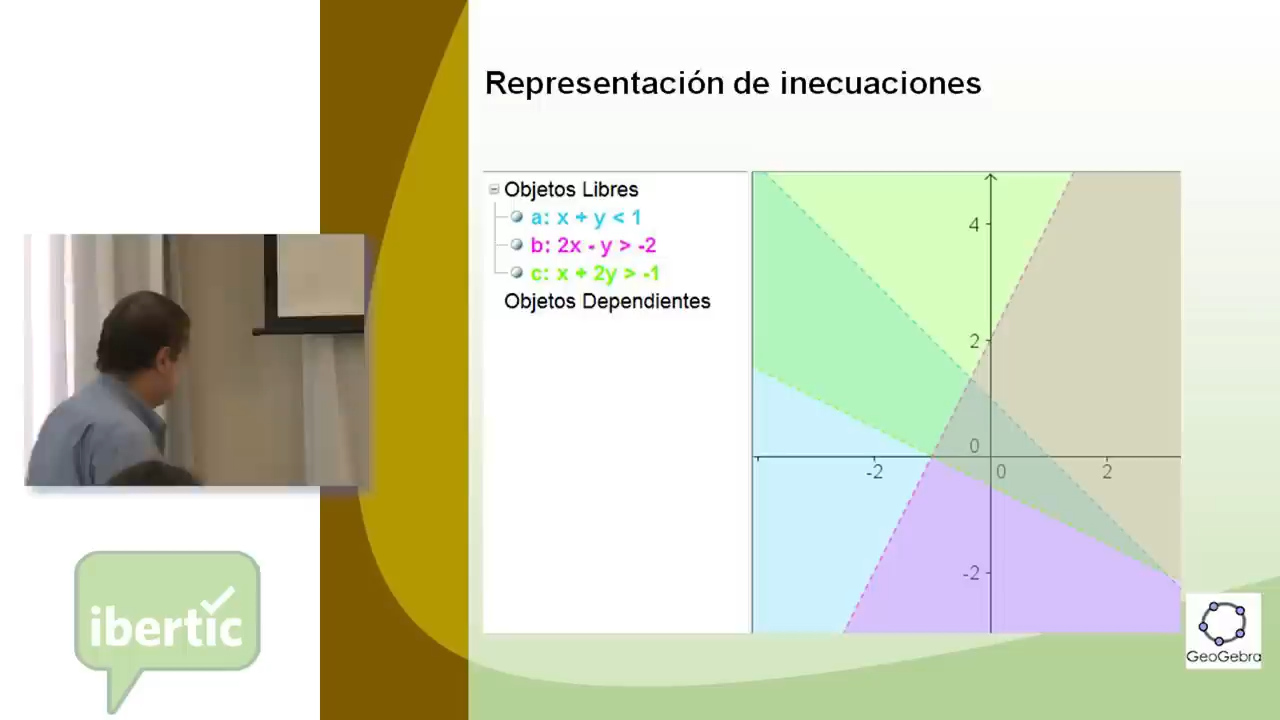 Representación de inecuaciones
Objetos Libres
a: x + y < 1
b: 2x - y > -2
c: x + 2y > -1
Objetos Dependientes
4
2
0
-2
0
2
-2
ibertic
GeoGebra